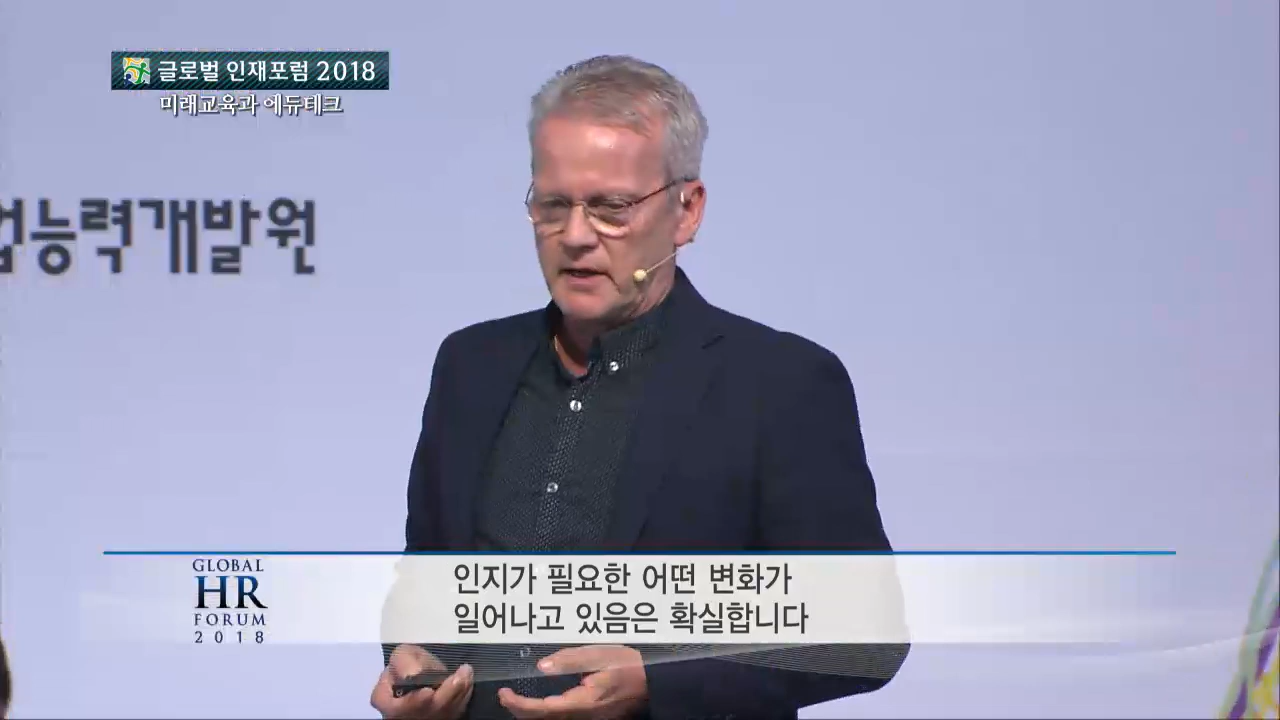 글로벌 인재포럼 2018
미래교육과 에듀테크
업능력개발원
GLOBAL
HR
FORUM
2018
인지가 필요한 어떤 변화가
일어나고 있음은 확실합니다